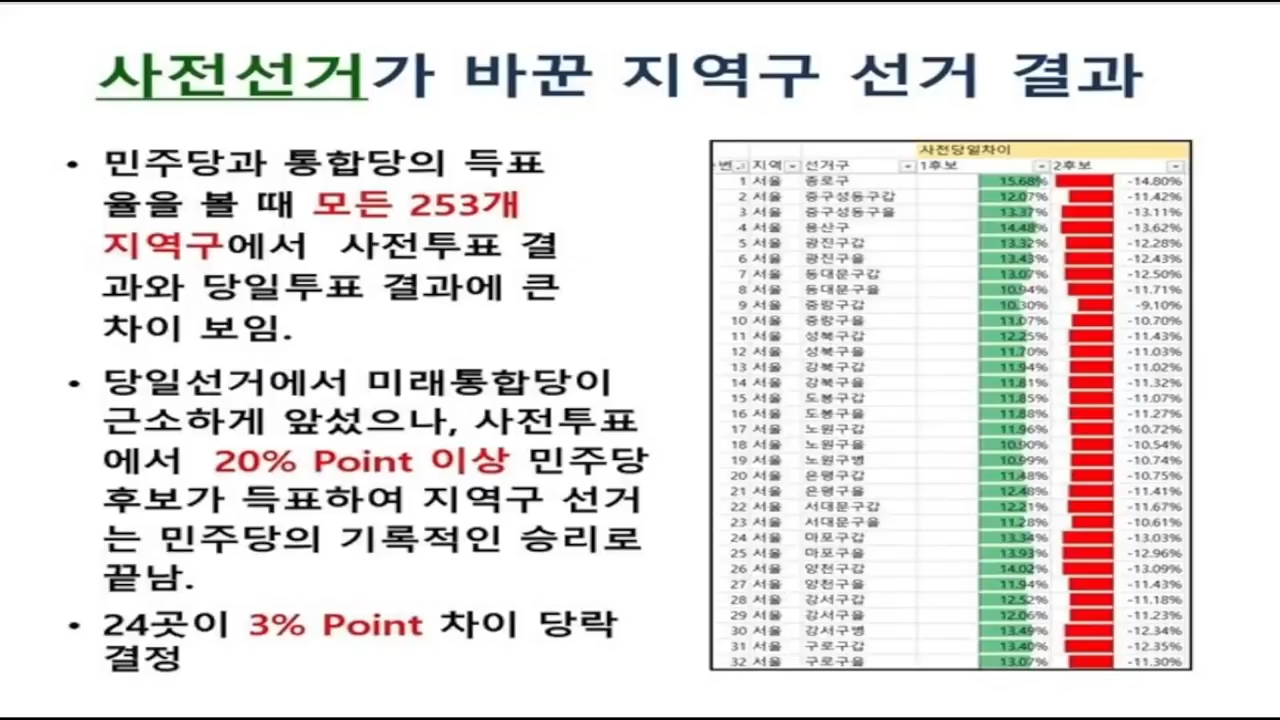 사전선거가 바꾼 지역구 선거 결과
• 민주당과 통합당의 득표
율을 볼 때 모든 253개
지역구에서 사전투표 결
과와 당일투표 결과에 큰
차이 보임.
• 당일선거에서 미래통합당이
근소하게 앞섰으나, 사전투표
에서 20% Point 이상 민주당
후보가 득표하여 지역구 선거
는 민주당의 기록적인 승리로
끝남.
• 24곳이 3% Point 차이 당락
결정
사전당일차이
번 지역 선거구 1후보 2후보
1 서울 종로구 15.68% -14.80%
2 서울 중구성동구갑 12.07% -11.42%
3 서울 중구성동구을 13.37% -13.11%
4 서울 용산구 14.48% -13.62%
5 서울 광진구갑 13.32% -12.28%
6 서울 광진구을 13.43% -12.43%
7 서울 동대문구갑 13.07% -12.50%
8 서울 동대문구을 10.94% -11.71%
9 서울 중랑구갑 10.30% -9.10%
10 서울 중랑구을 11.07% -10.70%
11 서울 성북구갑 12.25% -11.43%
12 서울 성북구을 11.70% -11.03%
13 서울 강북구갑 11.94% -11.02%
14 서울 강북구을 11.81% -11.32%
15 서울 도봉구갑 11.85% -11.07%
16 서울 도봉구을 11.88% -11.27%
17 서울 노원구갑 11.96% -10.72%
18 서울 노원구을 10.90% -10.54%
19 서울 노원구병 10.99% -10.74%
20 서울 은평구갑 11.48% -10.75%
21 서울 은평구을 12.48% -11.41%
22 서울 서대문구갑 12.21% -11.67%
23 서울 서대문구을 11.28% -10.61%
24 서울 마포구갑 13.34% -13.03%
25 서울 마포구을 13.93% -12.96%
26 서울 양천구갑 14.02% -13.09%
27 서울 양천구을 11.94% -11.43%
28 서울 강서구갑 12.52% -11.18%
29 서울 강서구을 12.06% -11.23%
30 서울 강서구병 13.49% -12.34%
31 서울 구로구갑 13.40% -12.35%
32 서울 구로구을 13.07% -11.30%